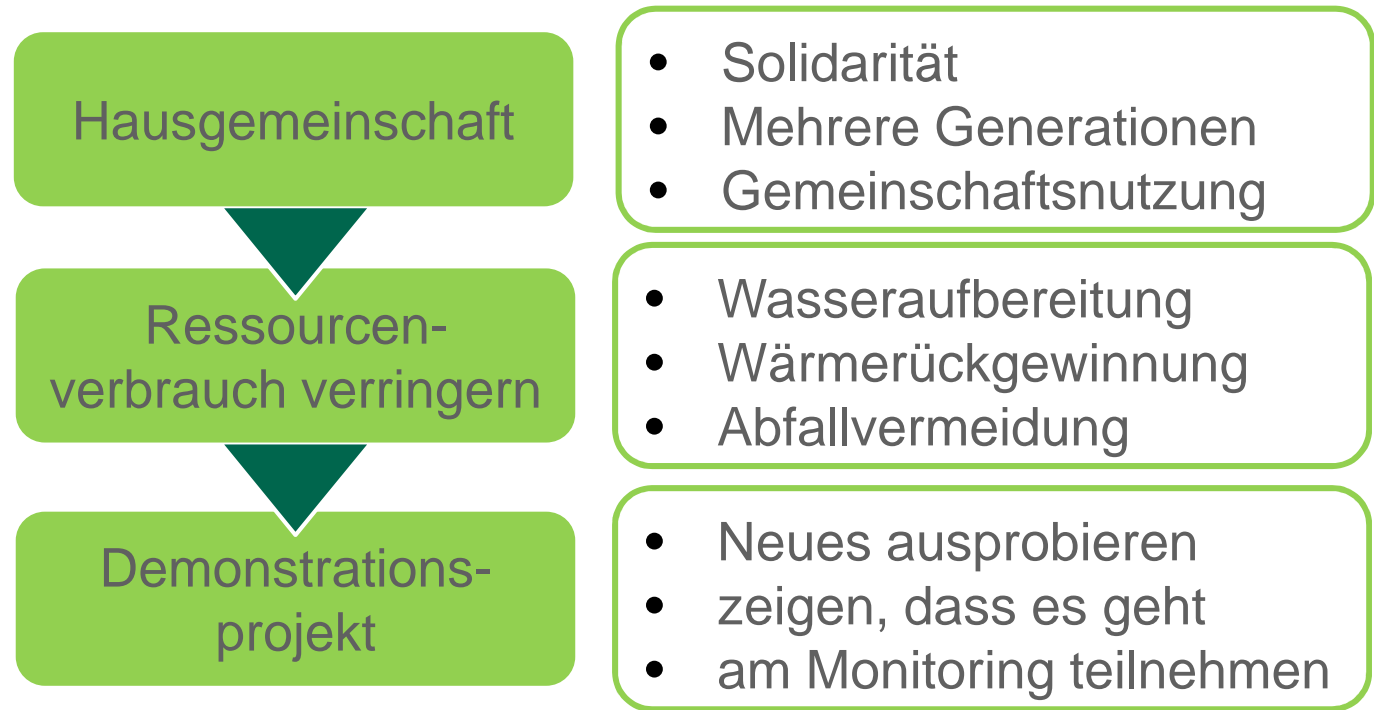 Hausgemeinschaft
• Solidarität
• Mehrere Generationen
• Gemeinschaftsnutzung
Ressourcen-
verbrauch verringern
• Wasseraufbereitung
• Wärmerückgewinnung
• Abfallvermeidung
Demonstrations-
projekt
• Neues ausprobieren
• zeigen, dass es geht
• am Monitoring teilnehmen